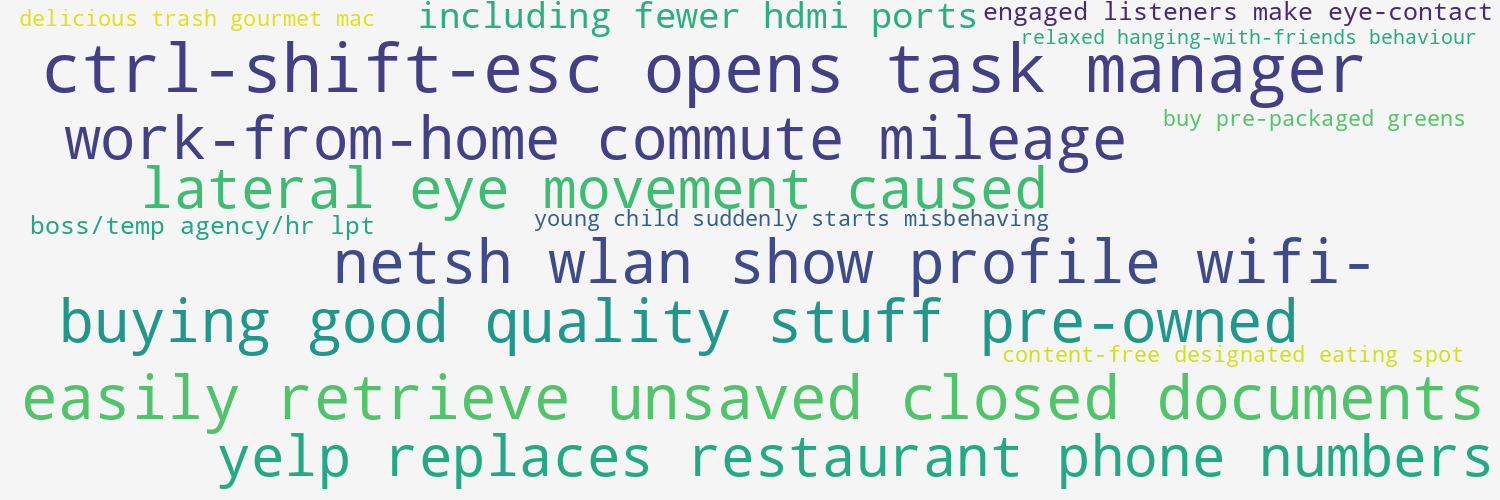 delicious trash gourmet mac
including fewer hdmi ports
engaged listeners make eye-contact
relaxed hanging-with-friends behaviour
ctrl-shift-esc opens task manager
buy pre-packaged greens
work-from-home commute mileage
lateral eye movement caused
boss/temp agency/hr lpt
young child suddenly starts misbehaving
netsh wlan show profile wifi-
buying good quality stuff pre-owned
content-free designated eating spot
easily retrieve unsaved closed documents
yelp replaces restaurant phone numbers